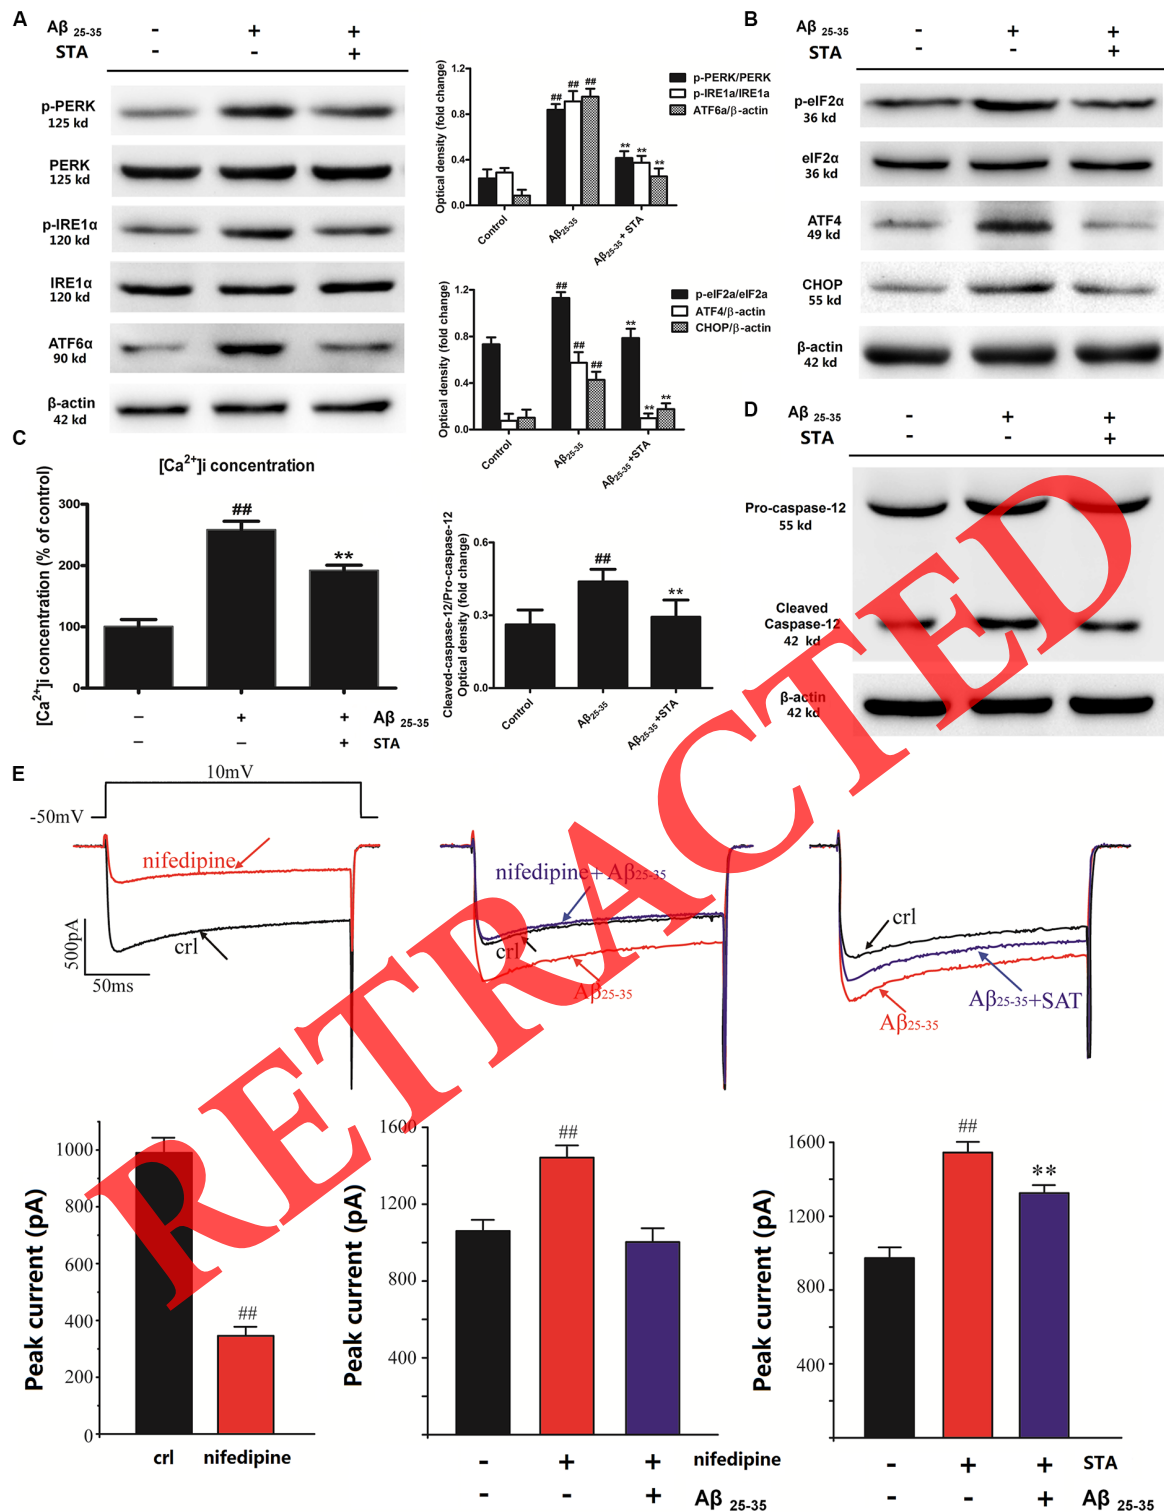 A
Aβ 25-35 - + +
STA - - +
p-PERK
125 kd
PERK
125 kd
p-IRE1α
120 kd
IRE1α
120 kd
ATF6α
90 kd
β-actin
42 kd
Optical density (fold change)
1.2
0.8
0.4
0.0
## ## ##
** ** **
p-PERK/PERK
p-IRE1a/IRE1a
ATF6a/β-actin
Control
Aβ25-35
Aβ25-35 + STA
Optical density (fold change)
1.2
0.8
0.4
0.0
##
## ##
**
** **
p-eIF2a/eIF2a
ATF4/β-actin
CHOP/β-actin
Control
Aβ25-35
Aβ25-35 +STA
B
Aβ 25-35 - + +
STA - - +
p-eIF2α
36 kd
eIF2α
36 kd
ATF4
49 kd
CHOP
55 kd
β-actin
42 kd
C
[Ca2+]i concentration
[Ca2+]i concentration (% of control)
300
200
100
0
##
**
– + + Aβ 25-35
– – + STA
Cleaved-caspase-12/Pro-caspase-12
Optical density (fold change)
0.6
0.3
0.0
##
**
Control
Aβ25-35
Aβ25-35 +STA
D
Aβ 25-35 - + +
STA - - +
Pro-caspase-12
55 kd
Cleaved
Caspase-12
42 kd
β-actin
42 kd
E
10mV
-50mV
nifedipine
crl
500pA
50ms
nifedipine+Aβ25-35
crl
Aβ25-35
crl
Aβ25-35+SAT
Aβ25-35
Peak current (pA)
1000
800
600
400
200
0
##
crl nifedipine
Peak current (pA)
1600
1200
800
400
##
- + + nifedipine
- - + Aβ 25-35
Peak current (pA)
1600
1200
800
400
##
**
- + + STA
- - + Aβ 25-35
RETRACTED